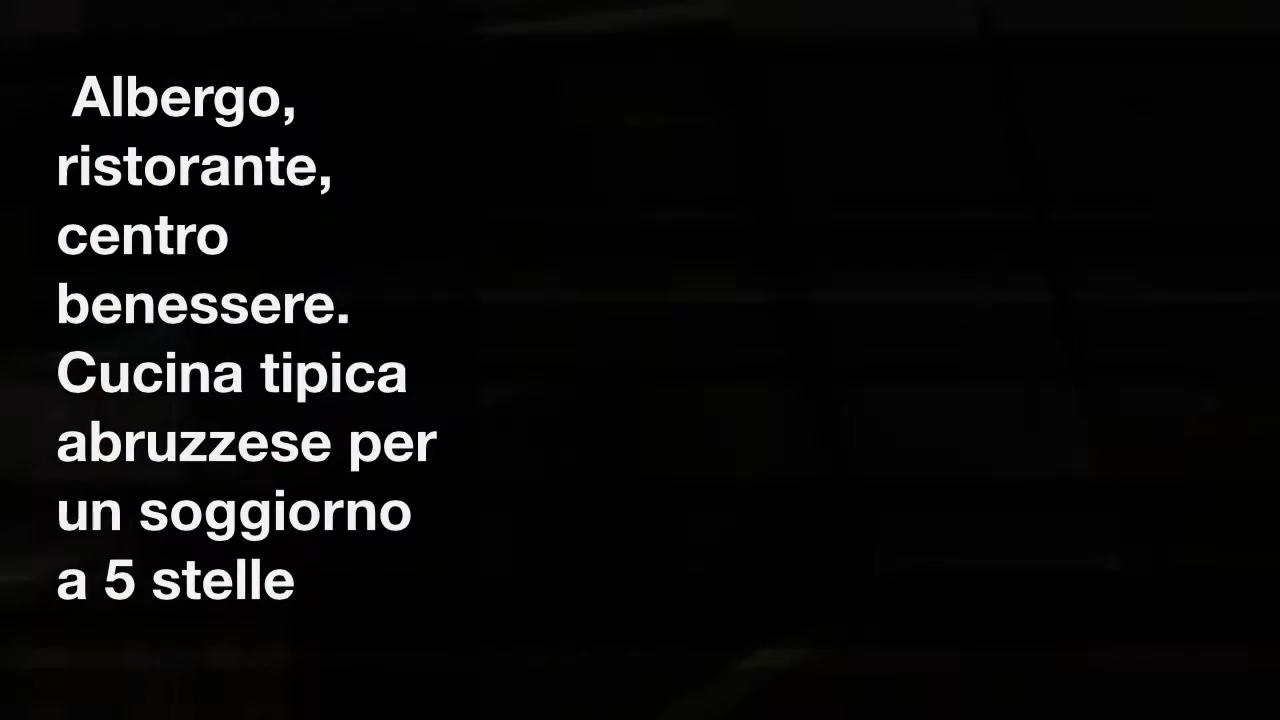 Albergo,
ristorante,
centro
benessere.
Cucina tipica
abruzzese per
un soggiorno
a 5 stelle